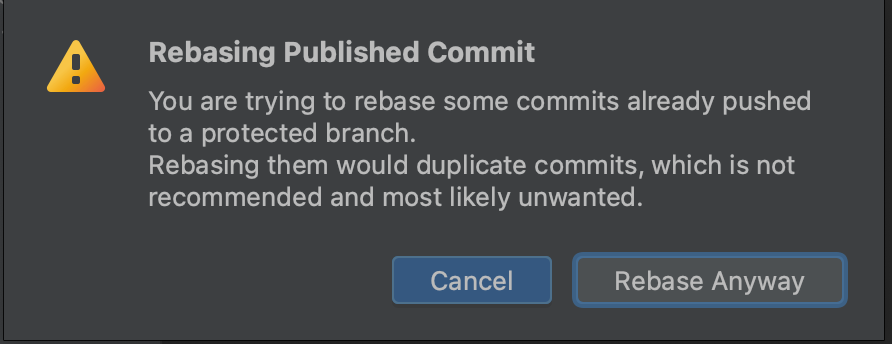 Rebasing Published Commit
You are trying to rebase some commits already pushed
to a protected branch.
Rebasing them would duplicate commits, which is not
recommended and most likely unwanted.
Cancel
Rebase Anyway